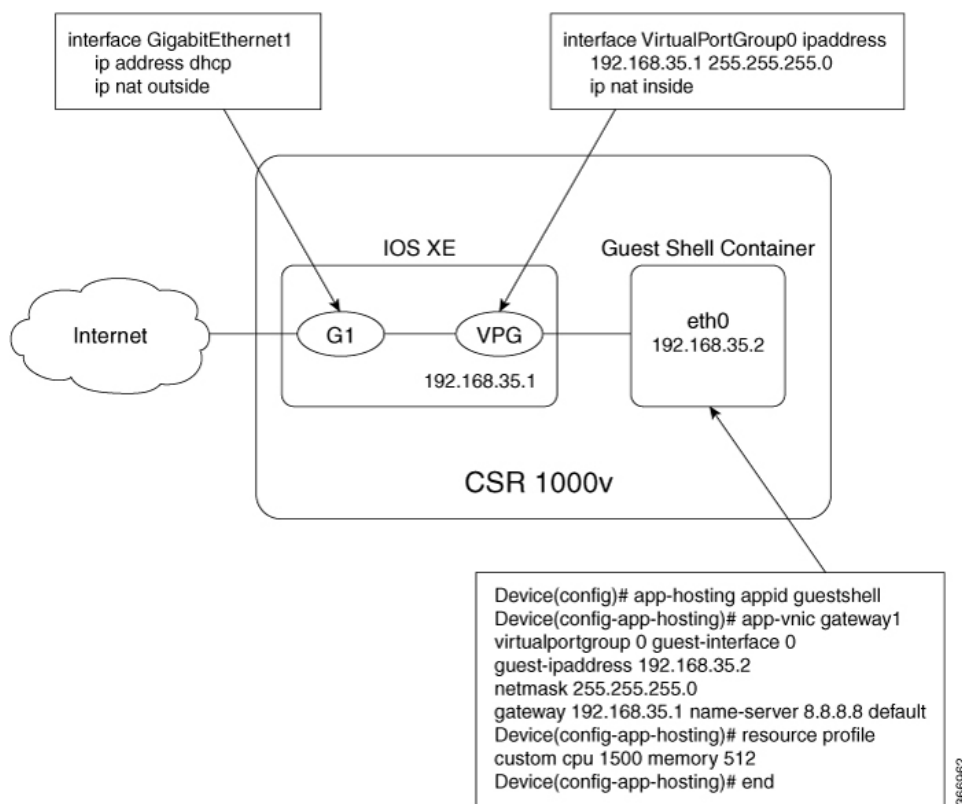 interface GigabitEthernet1
ip address dhcp
ip nat outside
interface VirtualPortGroup0 ipaddress
192.168.35.1 255.255.255.0
ip nat inside
IOS XE
Guest Shell Container
Internet
G1
VPG
192.168.35.1
eth0
192.168.35.2
CSR 1000v
Device(config)# app-hosting appid guestshell
Device(config-app-hosting)# app-vnic gateway1
virtualportgroup 0 guest-interface 0
guest-ipaddress 192.168.35.2
netmask 255.255.255.0
gateway 192.168.35.1 name-server 8.8.8.8 default
Device(config-app-hosting)# resource profile
custom cpu 1500 memory 512
Device(config-app-hosting)# end